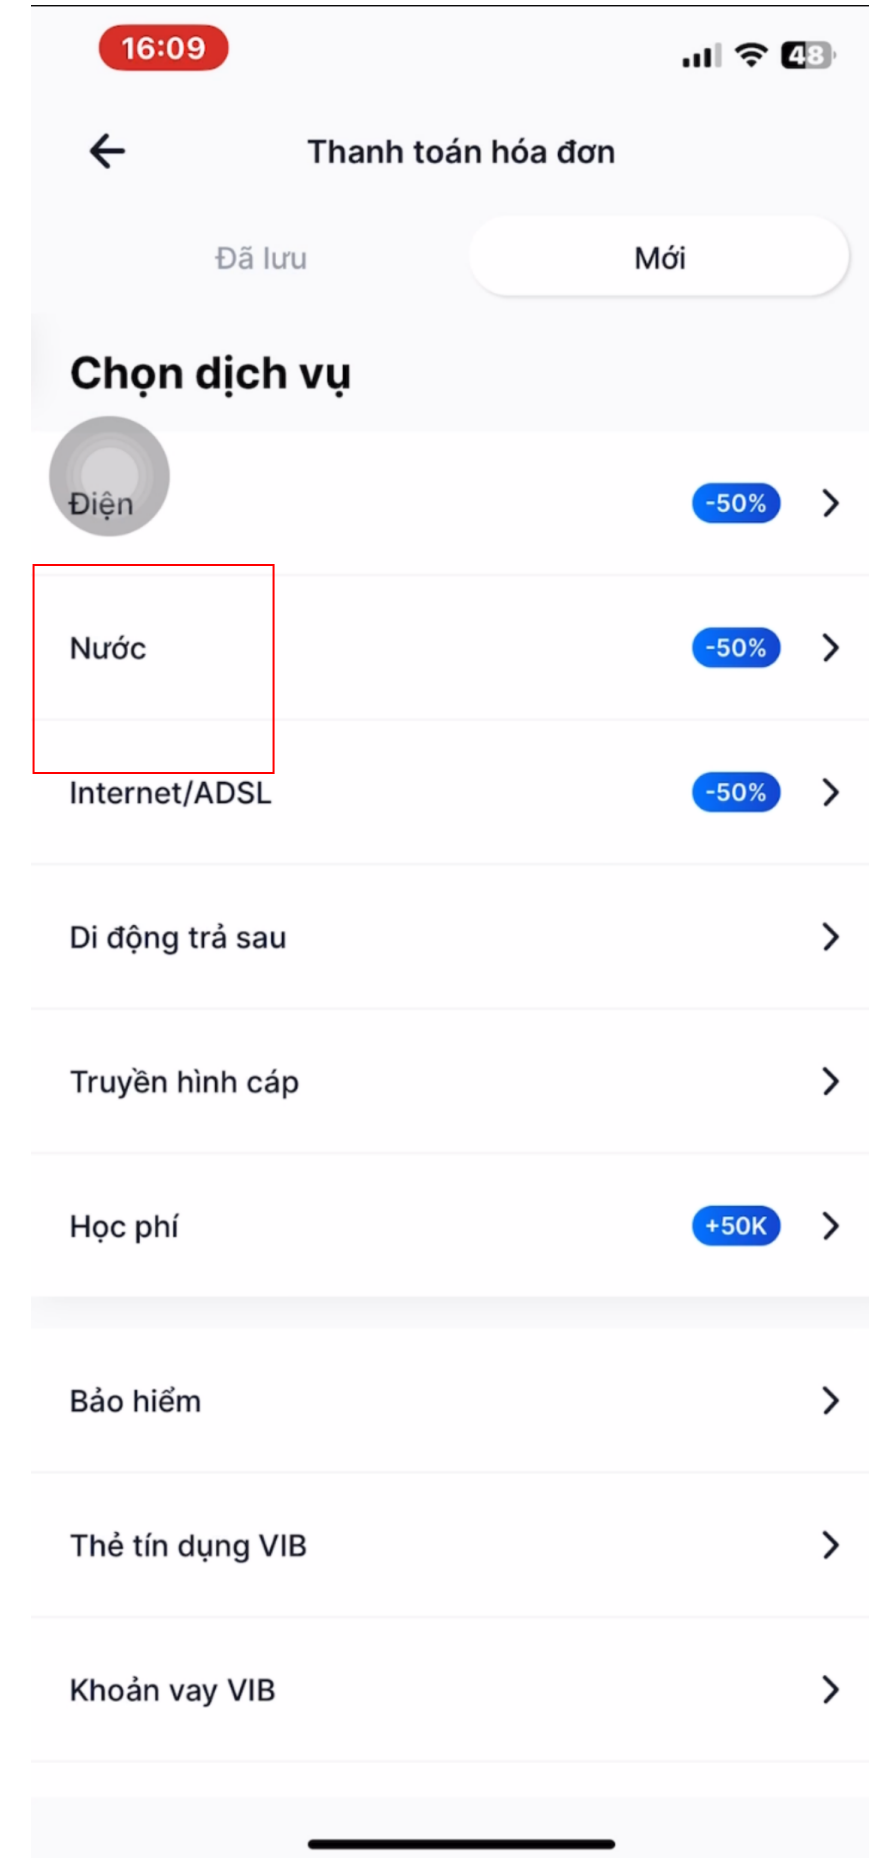 16:09
48
Thanh toán hóa đơn
Đã lưu
Mới
Chọn dịch vụ
Điện -50%
Nước -50%
Internet/ADSL -50%
Di động trả sau
Truyền hình cáp
Học phí +50K
Bảo hiểm
Thẻ tín dụng VIB
Khoản vay VIB